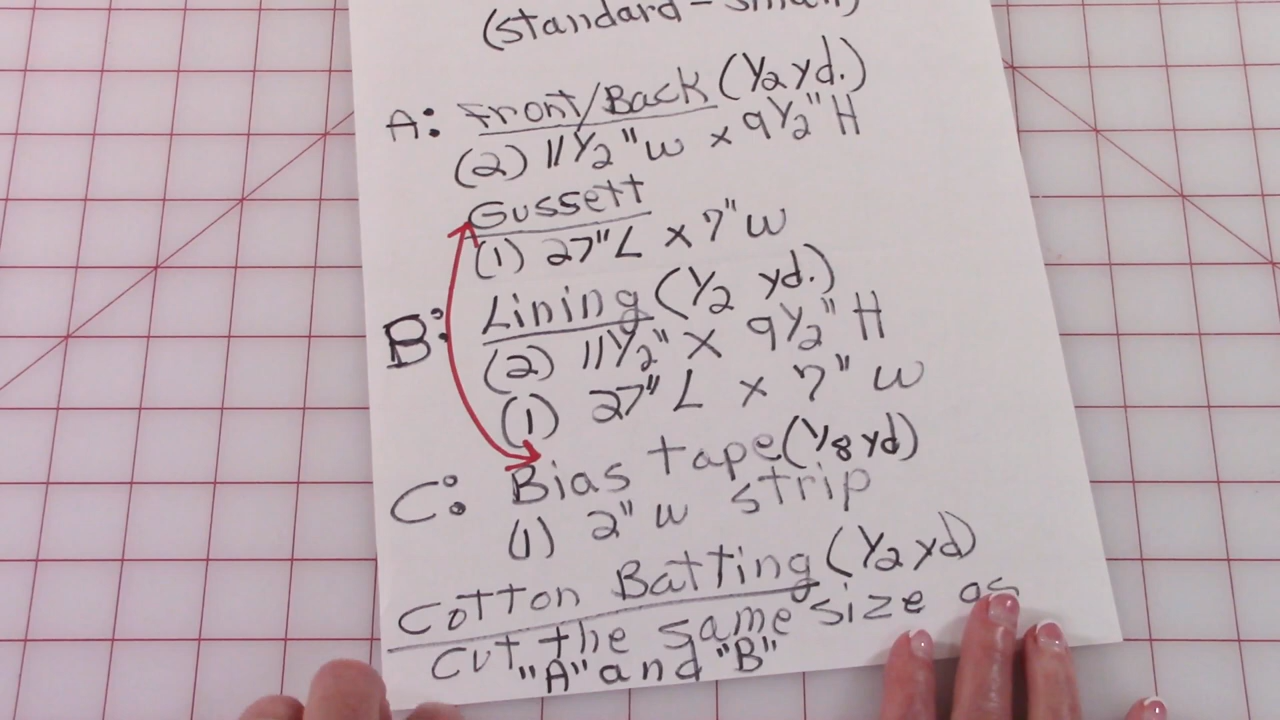 (standard - small)
A: Front/Back (1/2 yd.)
(2) 11 1/2" W x 9 1/2" H
Gussett
(1) 27" L x 7" W
B: Lining (1/2 yd.)
(2) 11 1/2" X 9 1/2" H
(1) 27" L x 7" W
C: Bias tape (1/8 yd)
(1) 2" W strip
Cotton Batting (1/2 yd)
Cut the same size as
"A" and "B"